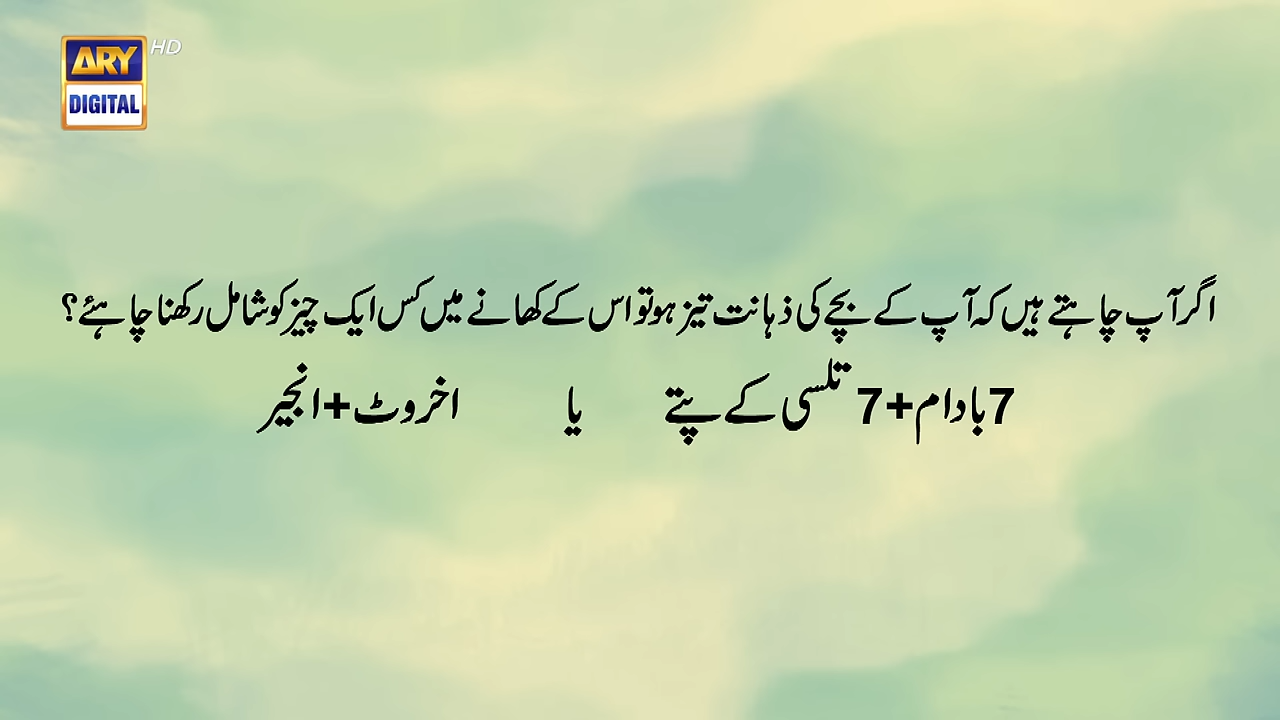 ARY HD
DIGITAL
اگر آپ چاہتے ہیں کہ آپ کے بچے کی ذہانت تیز ہو تو اس کے کھانے میں کس ایک چیز کو شامل رکھنا چاہئے؟
7 بادام+7 تلسی کے پتے یا اخروٹ+انجیر